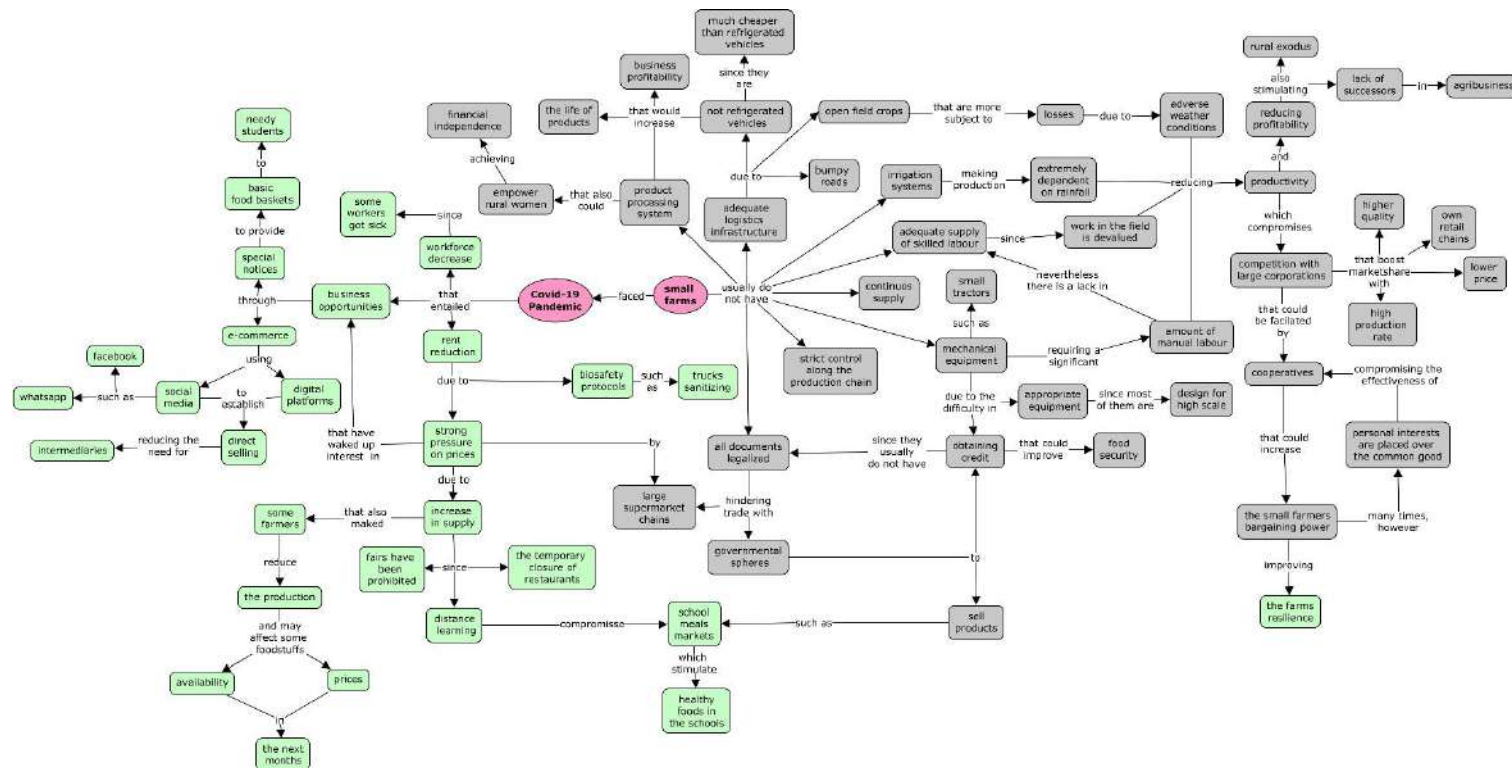 much cheaper
than refrigerated
vehicles
rural exodus
business
profitability
since they
are
also
stimulating
lack of
successors
in
agribusiness
that would
increase
the life of
products
not refrigerated
vehicles
open field crops
that are more
subject to
losses
due to
adverse
weather
conditions
reducing
profitability
financial
independence
needy
students
achieving
due to
bumpy
roads
and
to
empower
rural women
that also
could
product
processing
system
adequate
logistics
infrastructure
irrigation
systems
making
production
extremely
dependent
on rainfall
reducing
productivity
basic
food baskets
some
workers
got sick
since
which
compromises
higher
quality
own
retail
chains
to provide
workforce
decrease
adequate supply
of skilled labour
since
work in the field
is devalued
special
notices
competition with
large corporations
that boost
marketshare
with
lower
price
through
business
opportunities
that
entailed
Covid-19
Pandemic
faced
small
farms
usually do
not have
continuos
supply
small
tractors
nevertheless
there is a lack in
high
production
rate
e-commerce
such as
that could
be facilated
by
facebook
using
rent
reduction
strict control
along the
production chain
mechanical
equipment
requiring a
significant
amount of
manual labour
whatsapp
such as
social
media
to
establish
digital
platforms
due to
biosafety
protocols
such
as
trucks
sanitizing
due to the
difficulty in
appropriate
equipment
since most
of them are
design for
high scale
cooperatives
compromising the
effectiveness of
intermediaries
reducing the
need for
direct
selling
that have
waked up
interest in
strong
pressure
on prices
by
all documents
legalized
since they
usually
do not have
obtaining
credit
that could
improve
food
security
that could
increase
personal interests
are placed over
the common good
due to
some
farmers
that also
maked
increase
in supply
large
supermarket
chains
hindering
trade with
the small farmers
bargaining power
many times,
however
reduce
fairs have
been
prohibited
since
the temporary
closure of
restaurants
governmental
spheres
to
improving
the production
the farms
resilience
and may
affect some
foodstuffs
distance
learning
compromisse
school
meals
markets
such as
sell
products
availability
prices
which
stimulate
in
healthy
foods in
the schools
the next
months